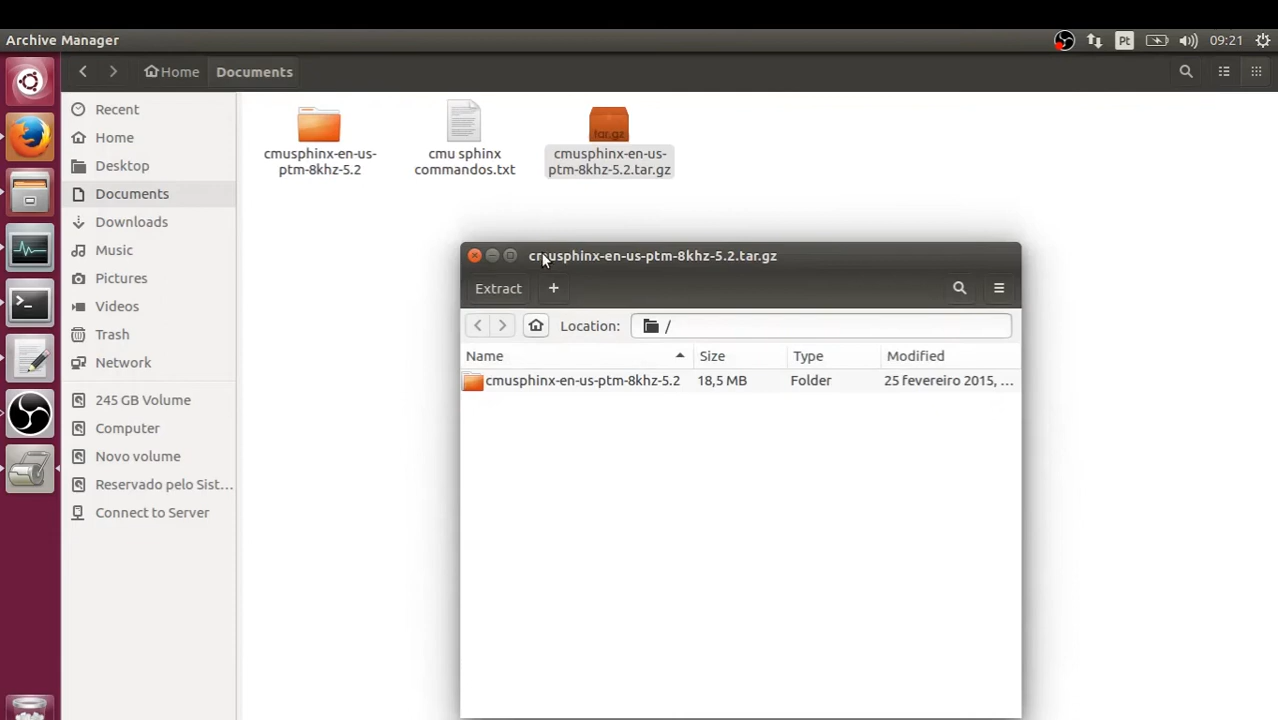 Archive Manager
Pt
09:21
Home
Documents
Recent
Home
Desktop
Documents
Downloads
Music
Pictures
Videos
Trash
Network
245 GB Volume
Computer
Novo volume
Reservado pelo Sist...
Connect to Server
cmusphinx-en-us-
ptm-8khz-5.2
cmu sphinx
commandos.txt
tar.gz
cmusphinx-en-us-
ptm-8khz-5.2.tar.gz
cmusphinx-en-us-ptm-8khz-5.2.tar.gz
Extract +
Location: /
Name Size Type Modified
cmusphinx-en-us-ptm-8khz-5.2 18,5 MB Folder 25 fevereiro 2015, ...